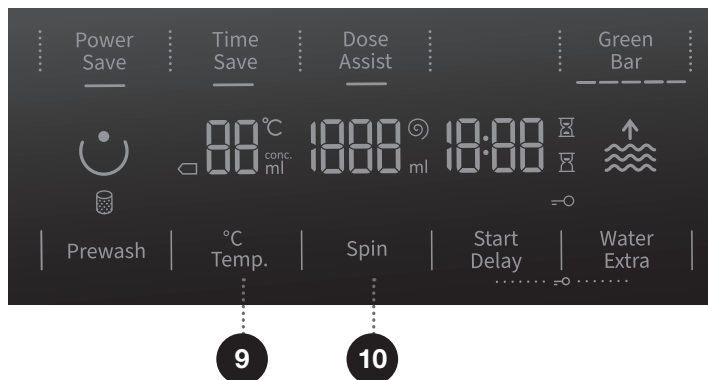 Power
Save
Time
Save
Dose
Assist
Green
Bar
88 °C
conc.
ml
1888
ml
18:88
Prewash
°C
Temp.
Spin
Start
Delay
Water
Extra
9
10